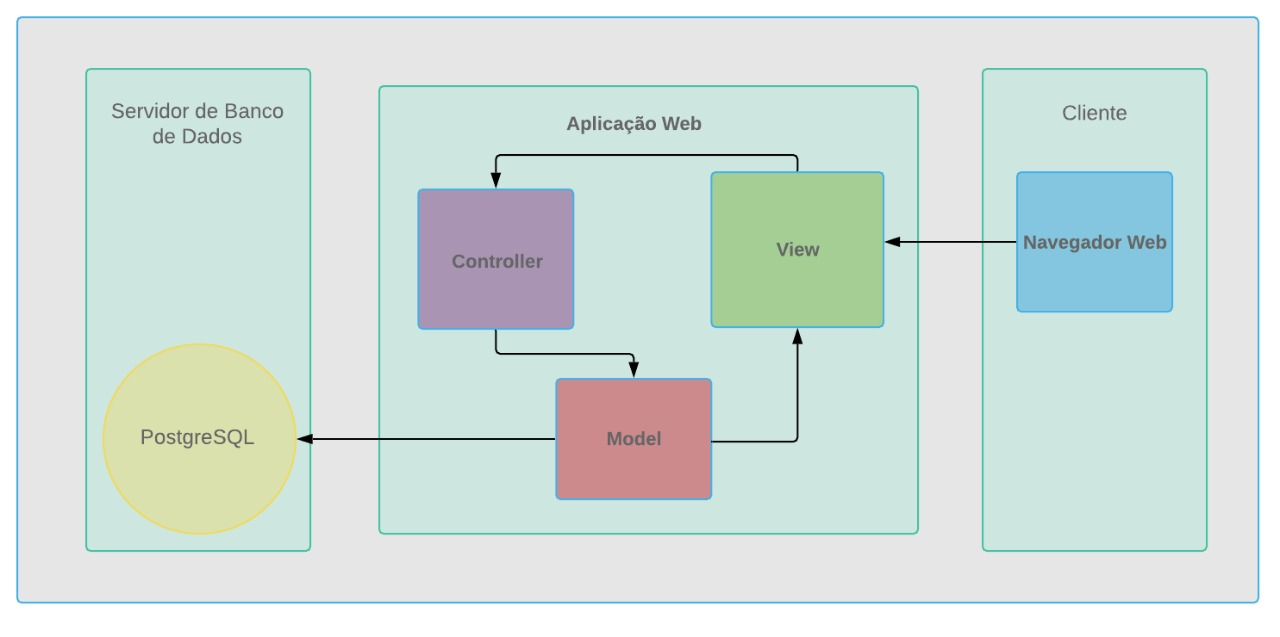 Servidor de Banco
de Dados
PostgreSQL
Aplicação Web
Controller
View
Model
Cliente
Navegador Web